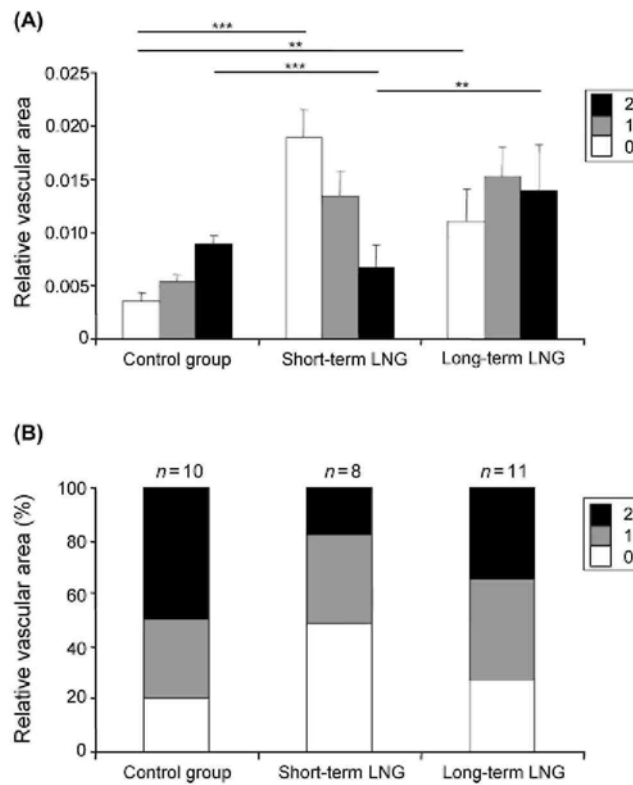 (A)
***
**
***
**
Relative vascular area
0.025
0.020
0.015
0.010
0.005
0
Control group
Short-term LNG
Long-term LNG
2
1
0
(B)
n=10
n=8
n=11
Relative vascular area (%)
100
80
60
40
20
0
Control group
Short-term LNG
Long-term LNG
2
1
0